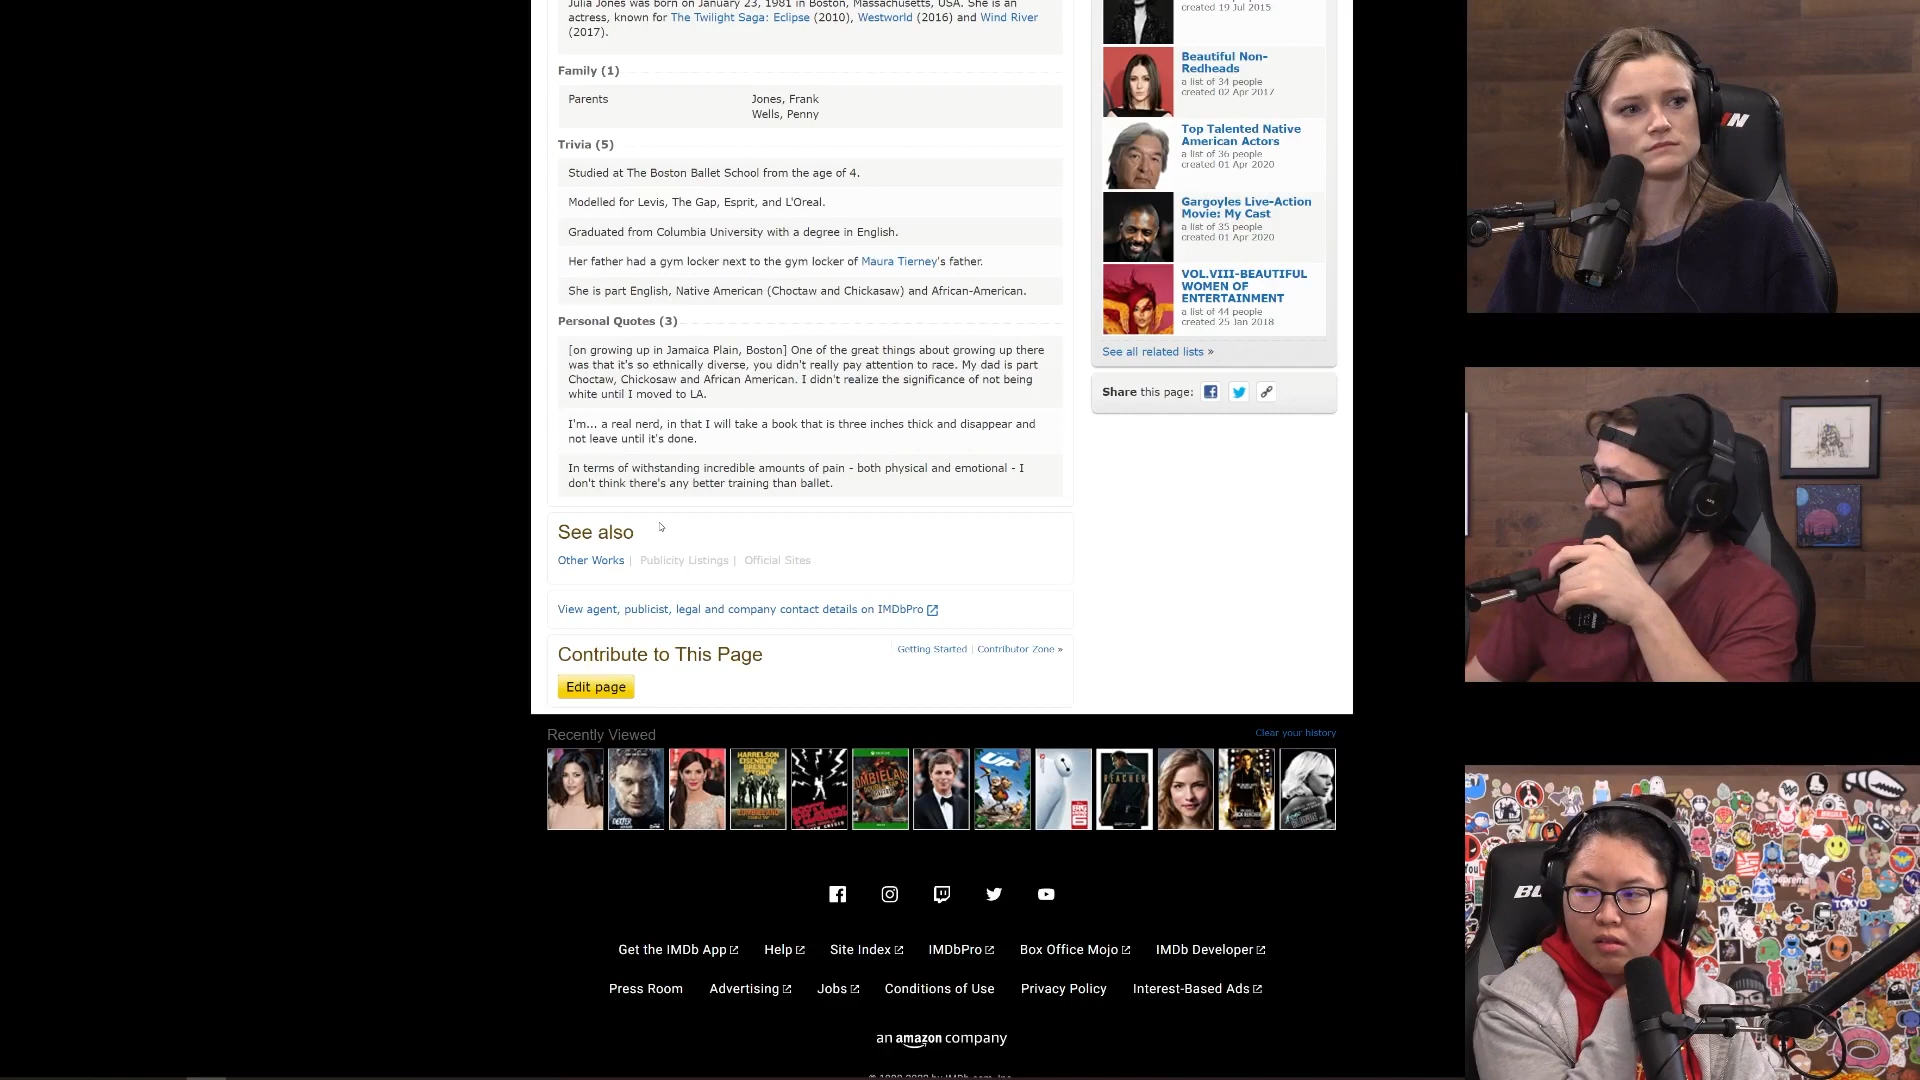 Julia Jones was born on January 23, 1981 in Boston, Massachusetts, USA. She is an
actress, known for The Twilight Saga: Eclipse (2010), Westworld (2016) and Wind River
(2017).
Family (1)
Parents
Jones, Frank
Wells, Penny
Trivia (5)
Studied at The Boston Ballet School from the age of 4.
Modelled for Levis, The Gap, Esprit, and L'Oreal.
Graduated from Columbia University with a degree in English.
Her father had a gym locker next to the gym locker of Maura Tierney's father.
She is part English, Native American (Choctaw and Chickasaw) and African-American.
Personal Quotes (3)
[on growing up in Jamaica Plain, Boston] One of the great things about growing up there
was that it's so ethnically diverse, you didn't really pay attention to race. My dad is part
Choctaw, Chickosaw and African American. I didn't realize the significance of not being
white until I moved to LA.
I'm... a real nerd, in that I will take a book that is three inches thick and disappear and
not leave until it's done.
In terms of withstanding incredible amounts of pain - both physical and emotional - I
don't think there's any better training than ballet.
See also
Other Works | Publicity Listings | Official Sites
View agent, publicist, legal and company contact details on IMDbPro
Contribute to This Page
Getting Started | Contributor Zone »
Edit page
created 19 Jul 2015
Beautiful Non-
Redheads
a list of 34 people
created 02 Apr 2017
Top Talented Native
American Actors
a list of 36 people
created 01 Apr 2020
Gargoyles Live-Action
Movie: My Cast
a list of 35 people
created 01 Apr 2020
VOL.VIII-BEAUTIFUL
WOMEN OF
ENTERTAINMENT
a list of 44 people
created 25 Jan 2018
See all related lists »
Share this page:
Recently Viewed
Clear your history
DEXTER
HARRELSON
EISENBERG
BRESLIN
STONE
UP
BIG
6
REACHER
JACK REACHER
Get the IMDb App
Help
Site Index
IMDbPro
Box Office Mojo
IMDb Developer
Press Room
Advertising
Jobs
Conditions of Use
Privacy Policy
Interest-Based Ads
an amazon company
Supreme
TOKYO